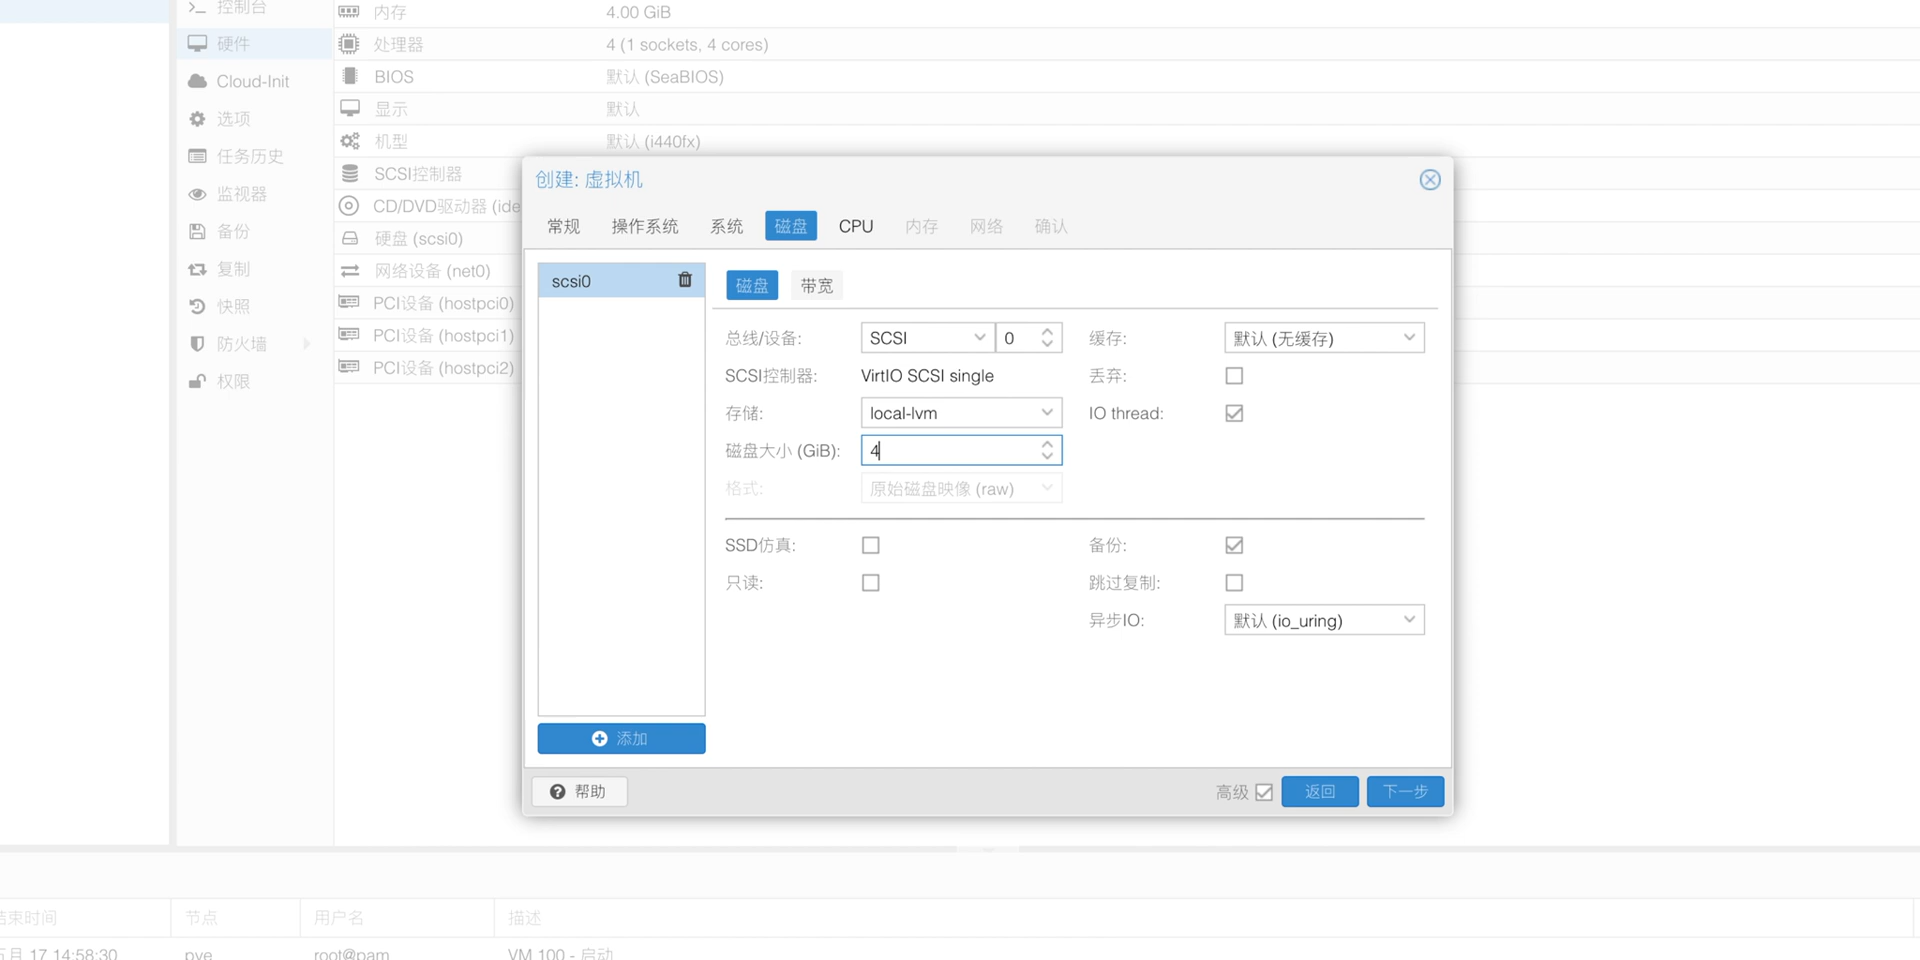 控制台
内存 4.00 GiB
硬件
处理器 4 (1 sockets, 4 cores)
Cloud-Init
BIOS 默认 (SeaBIOS)
选项
显示 默认
任务历史
机型 默认 (i440fx)
监视器
SCSI控制器
备份
CD/DVD驱动器 (ide
复制
硬盘 (scsi0)
快照
网络设备 (net0)
防火墙
PCI设备 (hostpci0)
权限
PCI设备 (hostpci1)
PCI设备 (hostpci2)
创建: 虚拟机
常规 操作系统 系统 磁盘 CPU 内存 网络 确认
scsi0
磁盘 带宽
总线/设备: SCSI 0 缓存: 默认 (无缓存)
SCSI控制器: VirtIO SCSI single 丢弃:
存储: local-lvm IO thread:
磁盘大小 (GiB): 4
格式: 原始磁盘映像 (raw)
SSD仿真: 备份:
只读: 跳过复制:
异步IO: 默认 (io_uring)
添加
帮助 高级 返回 下一步
结束时间 节点 用户名 描述
五月 17 14:58:30 pve root@pam VM 100 - 启动